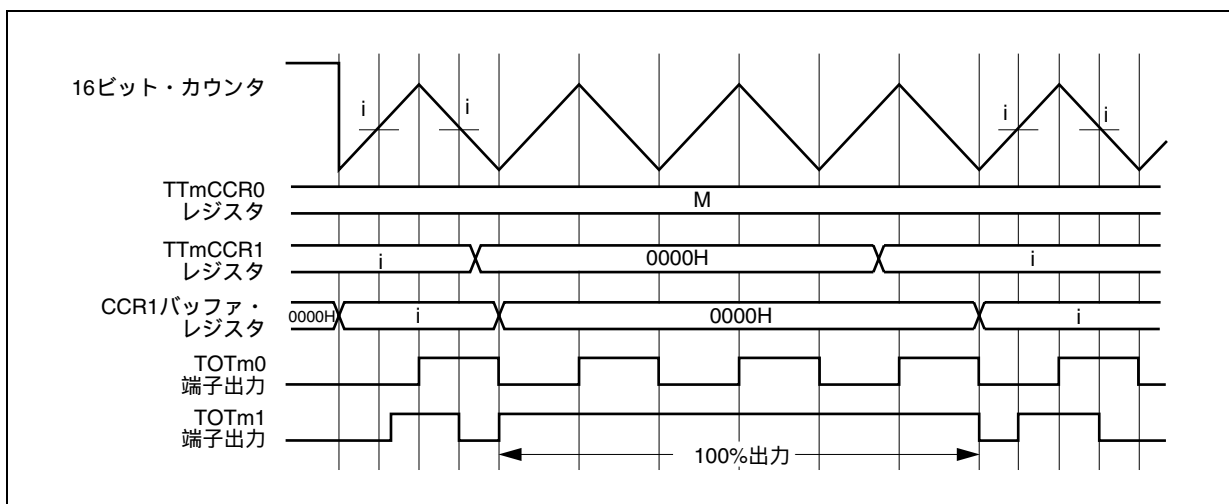 16ビット・カウンタ
i
i
i
i
TTmCCR0
レジスタ
M
TTmCCR1
レジスタ
i
0000H
i
CCR1バッファ・
レジスタ
0000H
i
0000H
i
TOTm0
端子出力
TOTm1
端子出力
100%出力